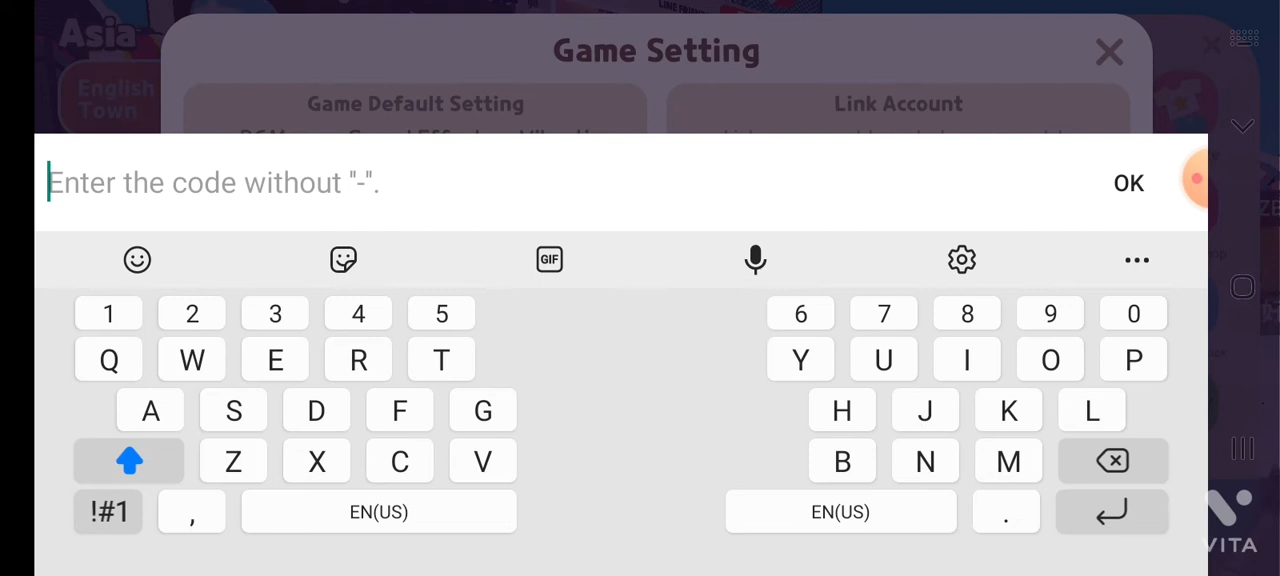 Asia
Game Setting
English
Town
Game Default Setting
Link Account
Enter the code without "-".
OK
GIF
1 2 3 4 5 6 7 8 9 0
Q W E R T Y U I O P
A S D F G H J K L
Z X C V B N M
!#1 , EN(US) EN(US) .
VITA